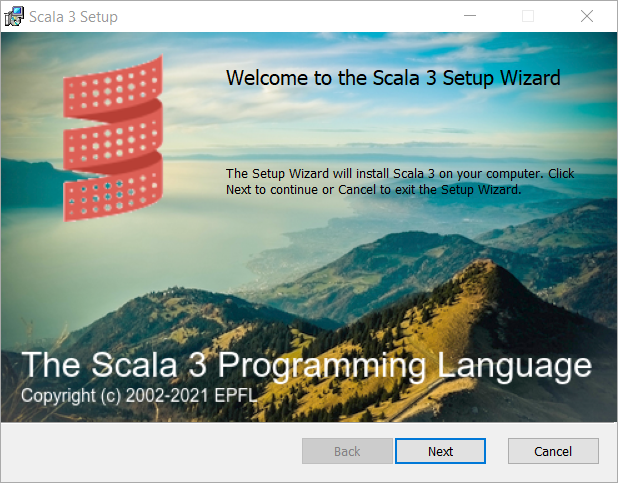 Scala 3 Setup
Welcome to the Scala 3 Setup Wizard
The Setup Wizard will install Scala 3 on your computer. Click
Next to continue or Cancel to exit the Setup Wizard.
The Scala 3 Programming Language
Copyright (c) 2002-2021 EPFL
Back Next Cancel